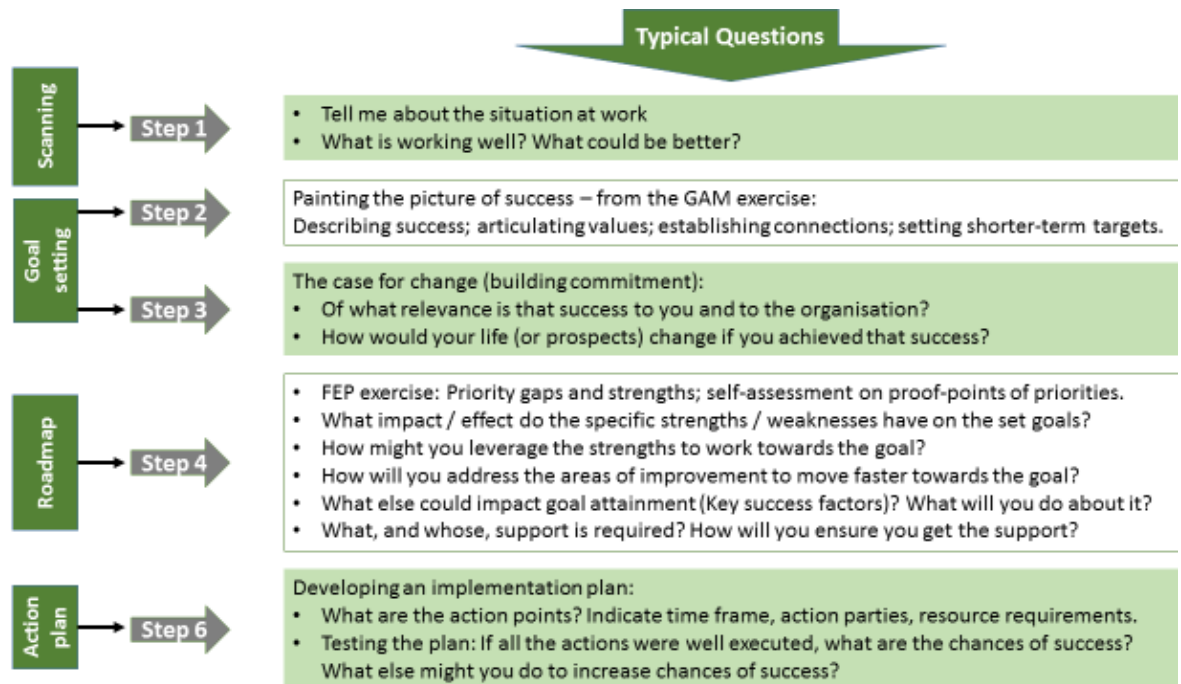 Typical Questions
Scanning
Step 1
• Tell me about the situation at work
• What is working well? What could be better?
Goal
setting
Step 2
Painting the picture of success – from the GAM exercise:
Describing success; articulating values; establishing connections; setting shorter-term targets.
Step 3
The case for change (building commitment):
• Of what relevance is that success to you and to the organisation?
• How would your life (or prospects) change if you achieved that success?
Roadmap
Step 4
• FEP exercise: Priority gaps and strengths; self-assessment on proof-points of priorities.
• What impact / effect do the specific strengths / weaknesses have on the set goals?
• How might you leverage the strengths to work towards the goal?
• How will you address the areas of improvement to move faster towards the goal?
• What else could impact goal attainment (Key success factors)? What will you do about it?
• What, and whose, support is required? How will you ensure you get the support?
Action
plan
Step 6
Developing an implementation plan:
• What are the action points? Indicate time frame, action parties, resource requirements.
• Testing the plan: If all the actions were well executed, what are the chances of success?
What else might you do to increase chances of success?